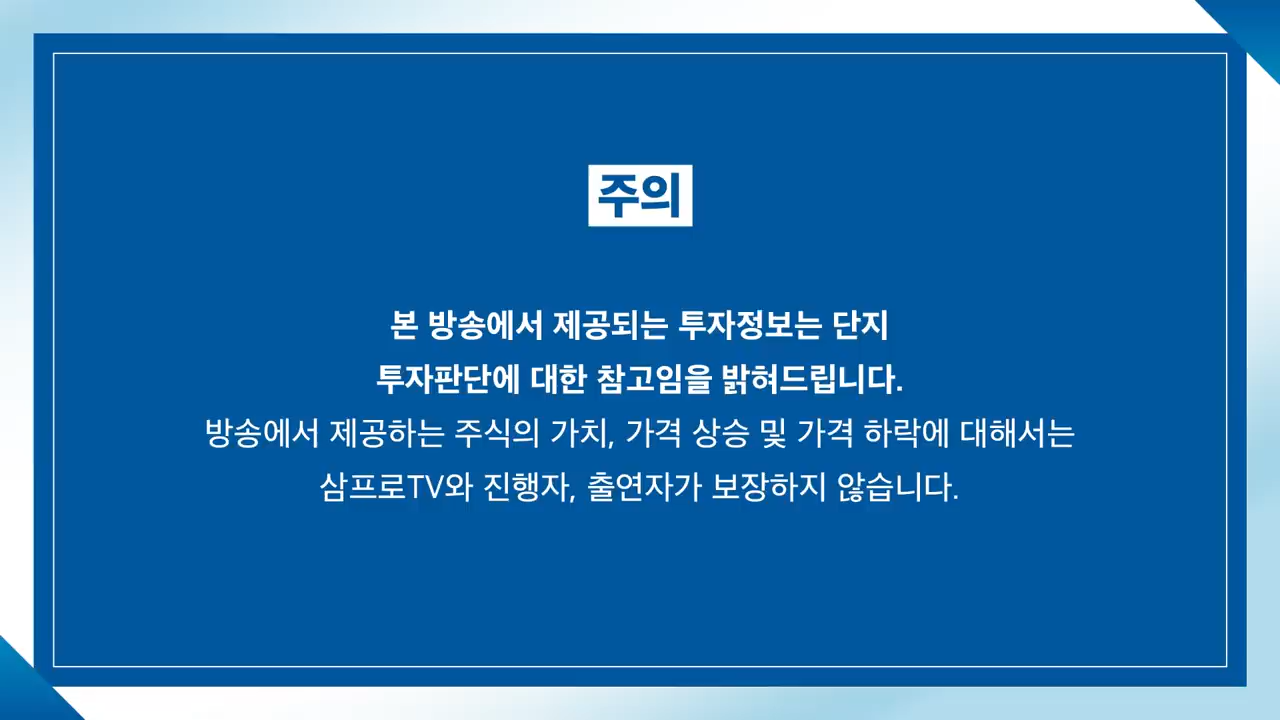 주의
본 방송에서 제공되는 투자정보는 단지
투자판단에 대한 참고임을 밝혀드립니다.
방송에서 제공하는 주식의 가치, 가격 상승 및 가격 하락에 대해서는
삼프로TV와 진행자, 출연자가 보장하지 않습니다.